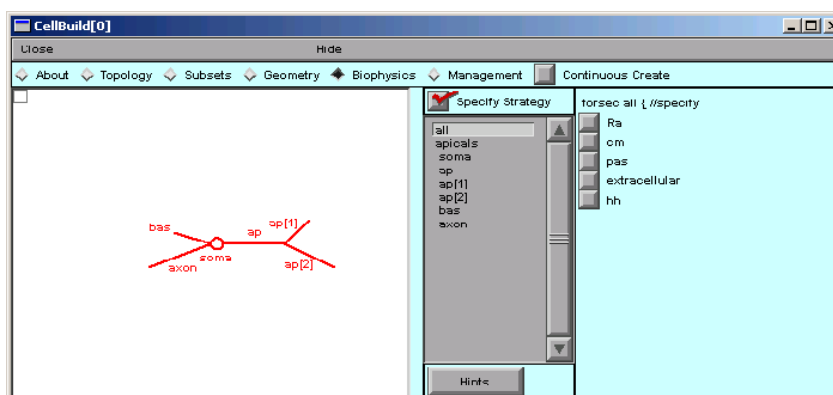 CellBuild[0]
Close Hide
About Topology Subsets Geometry Biophysics Management Continuous Create
Specify Strategy
forsec all { //specify
all
apicals
soma
ap
ap[1]
ap[2]
bas
axon
Ra
cm
pas
extracellular
hh
bas
ap
ap[1]
soma
axon
ap[2]
Hints